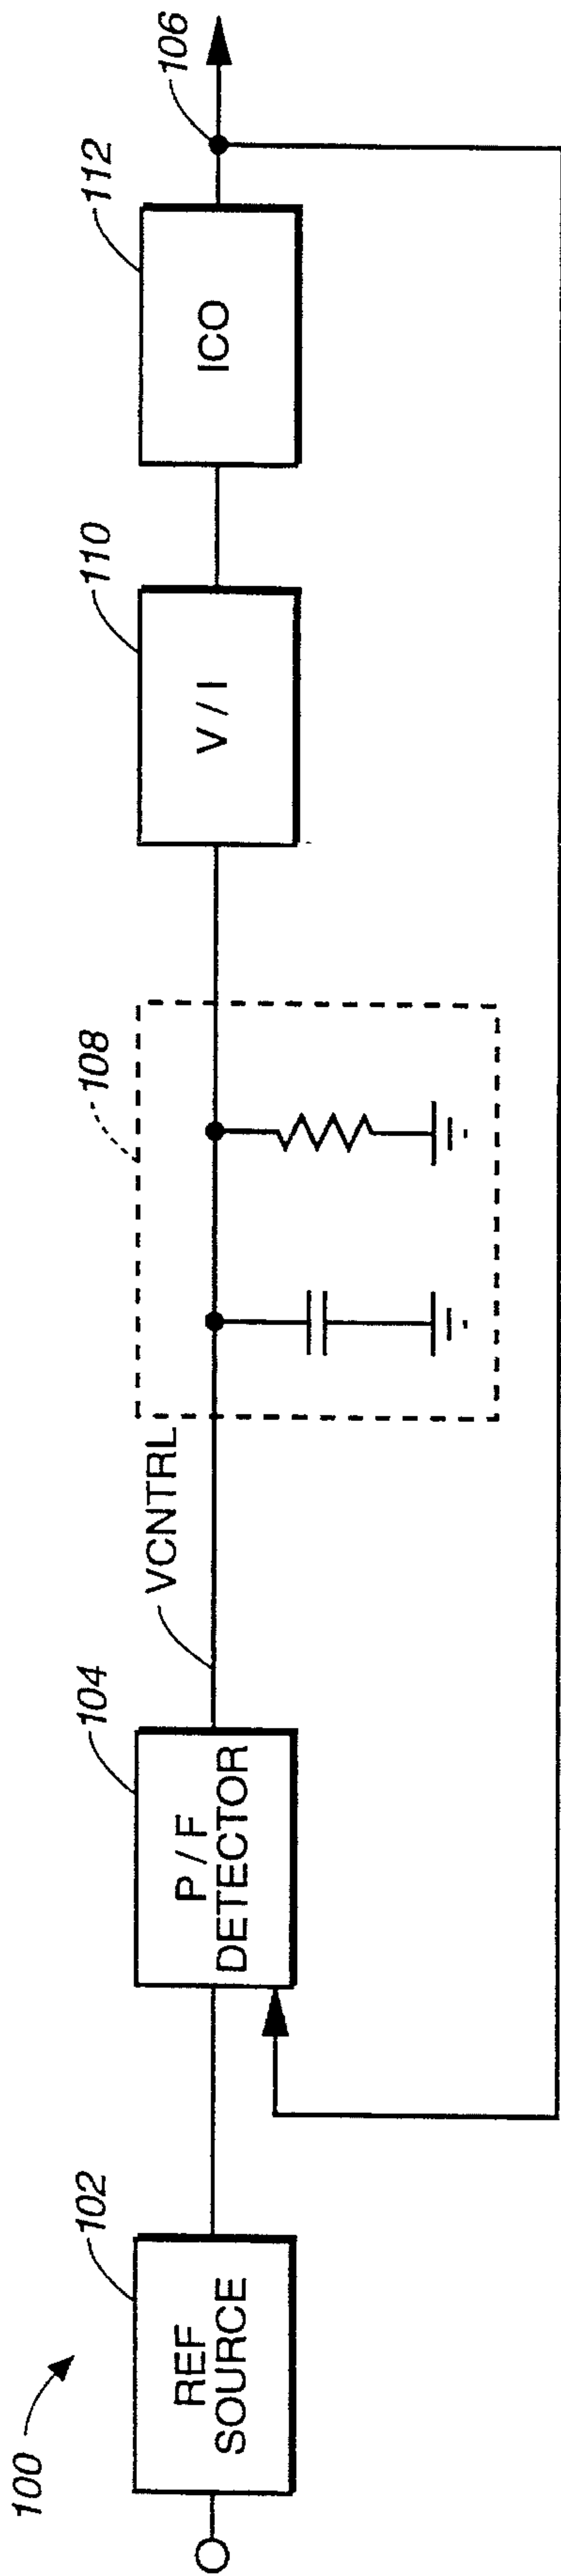 100
102
REF
SOURCE
104
P / F
DETECTOR
VCNTRL
108
110
V / I
112
ICO
106